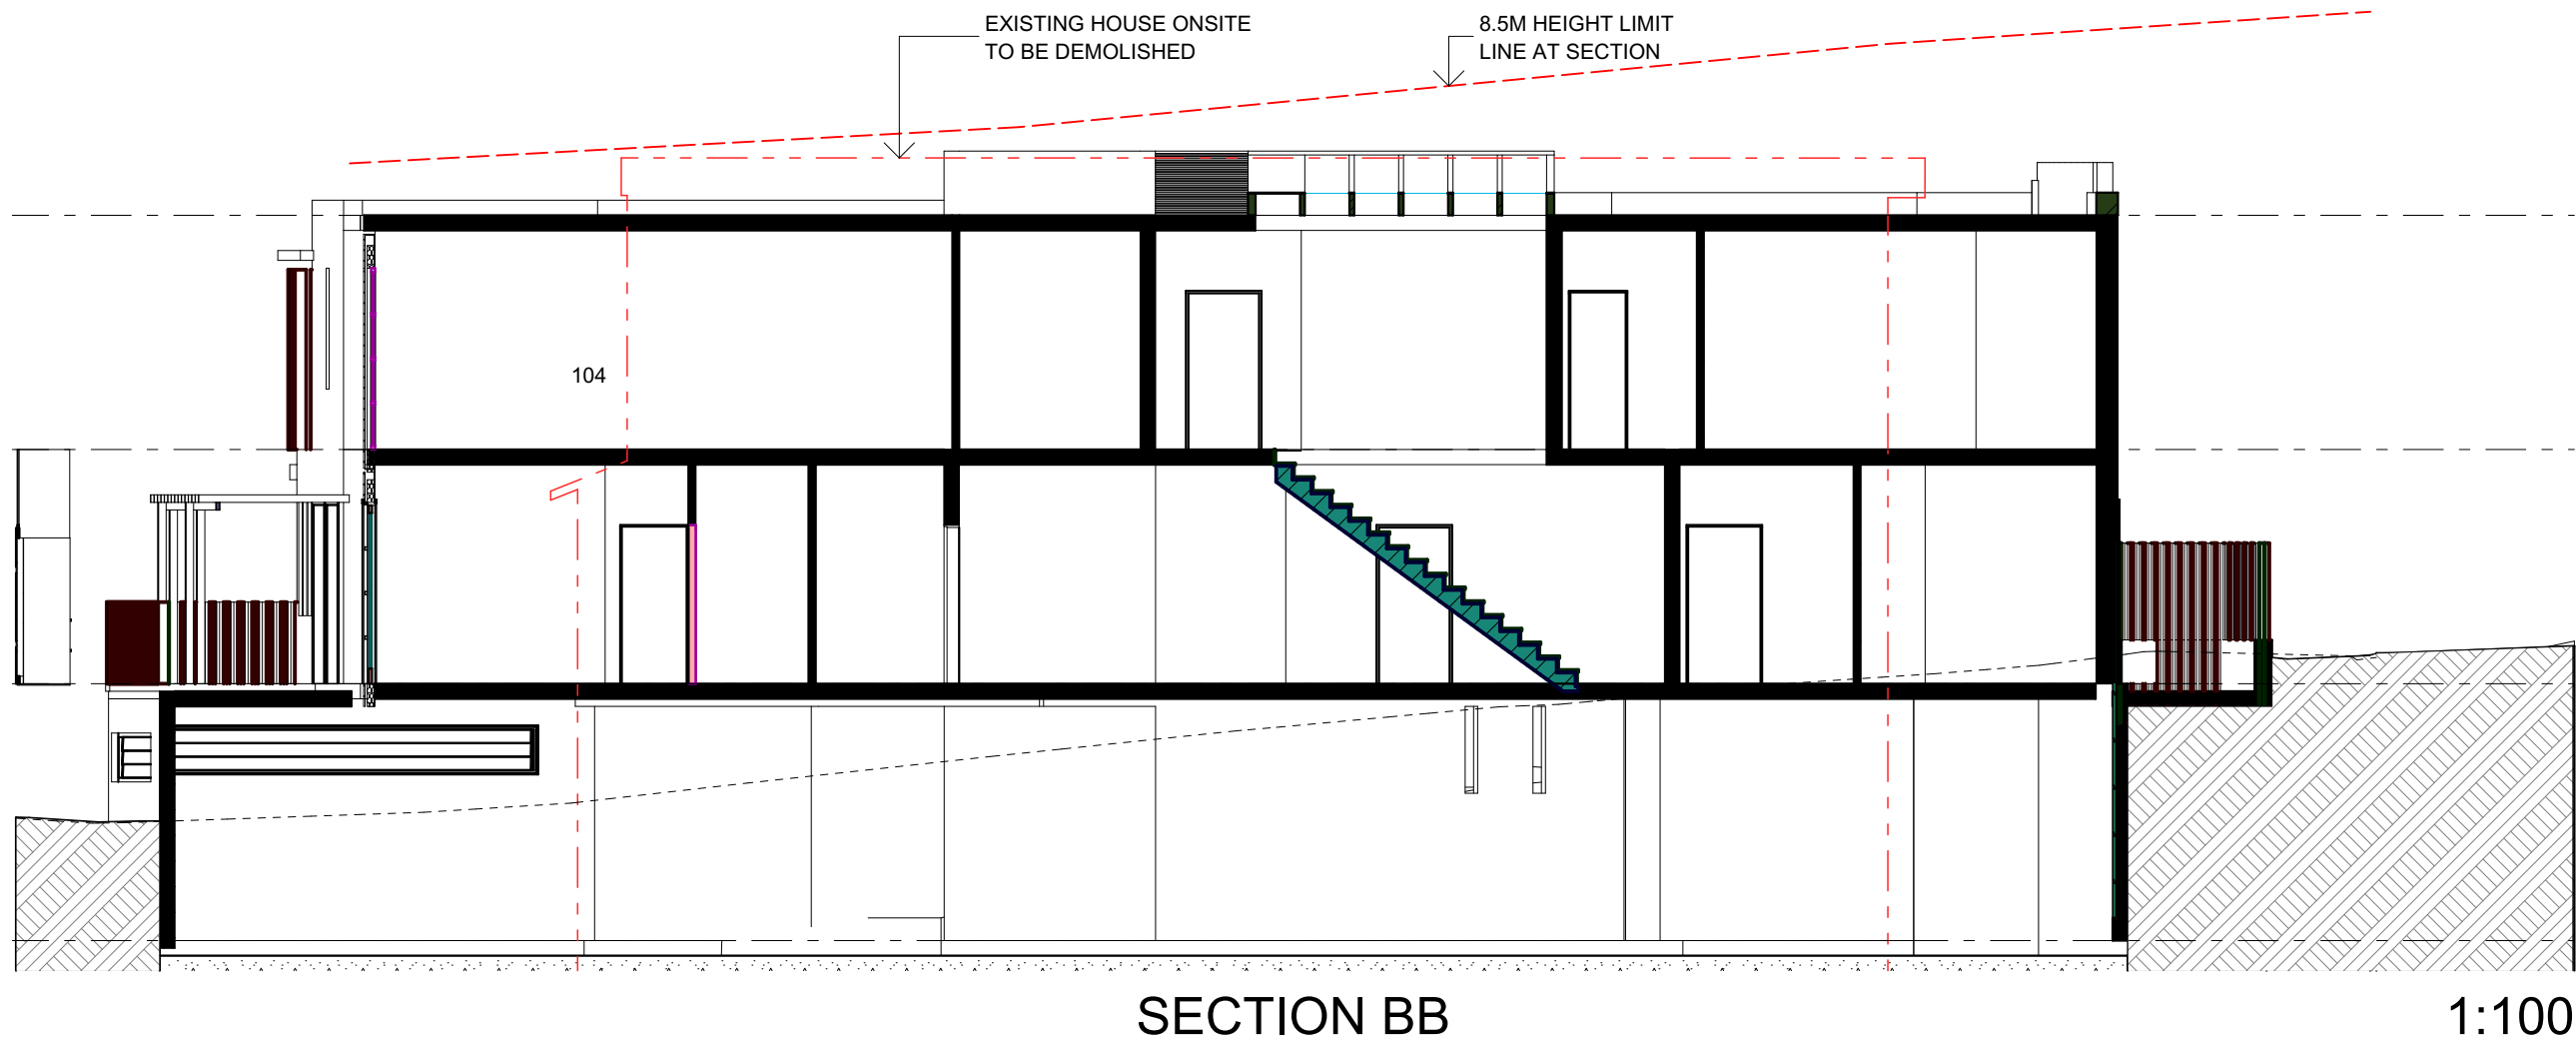 EXISTING HOUSE ONSITE
TO BE DEMOLISHED
8.5M HEIGHT LIMIT
LINE AT SECTION
104
SECTION BB
1:100